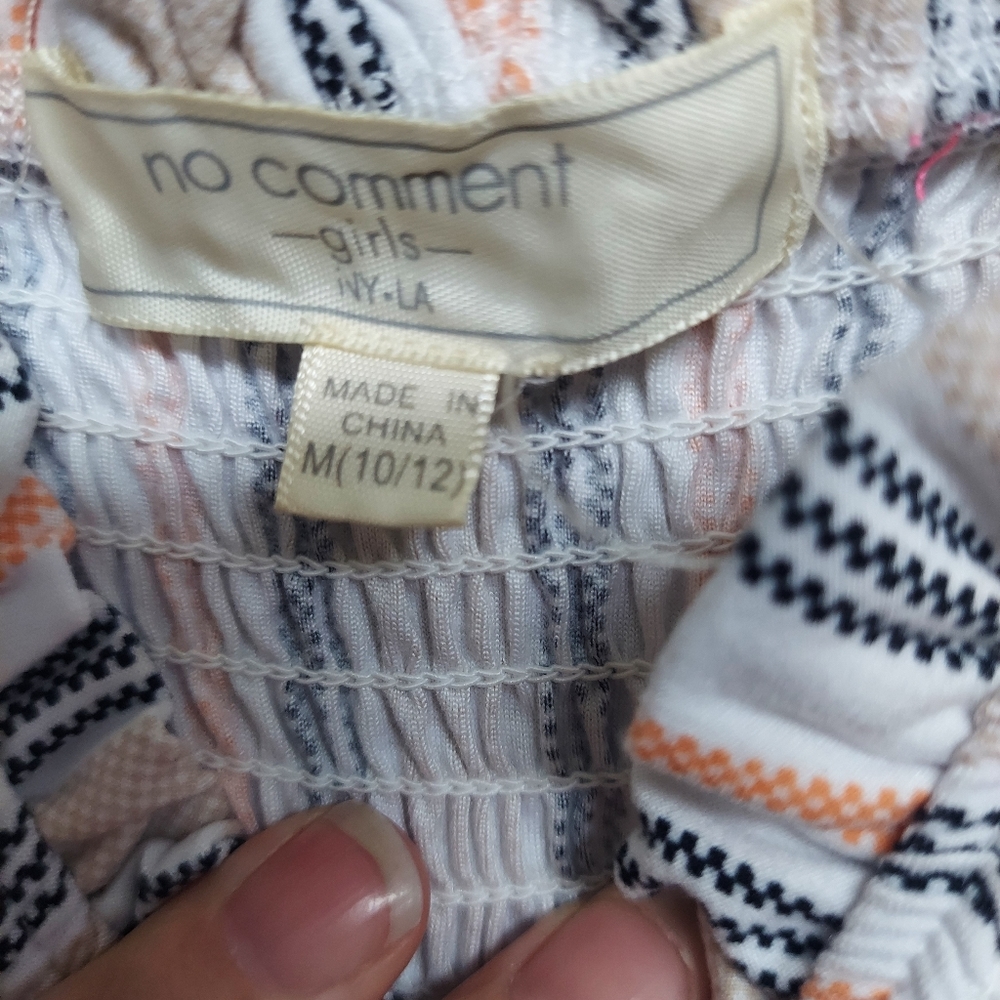 no comment
—girls—
NY•LA
MADE IN
CHINA
M(10/12)